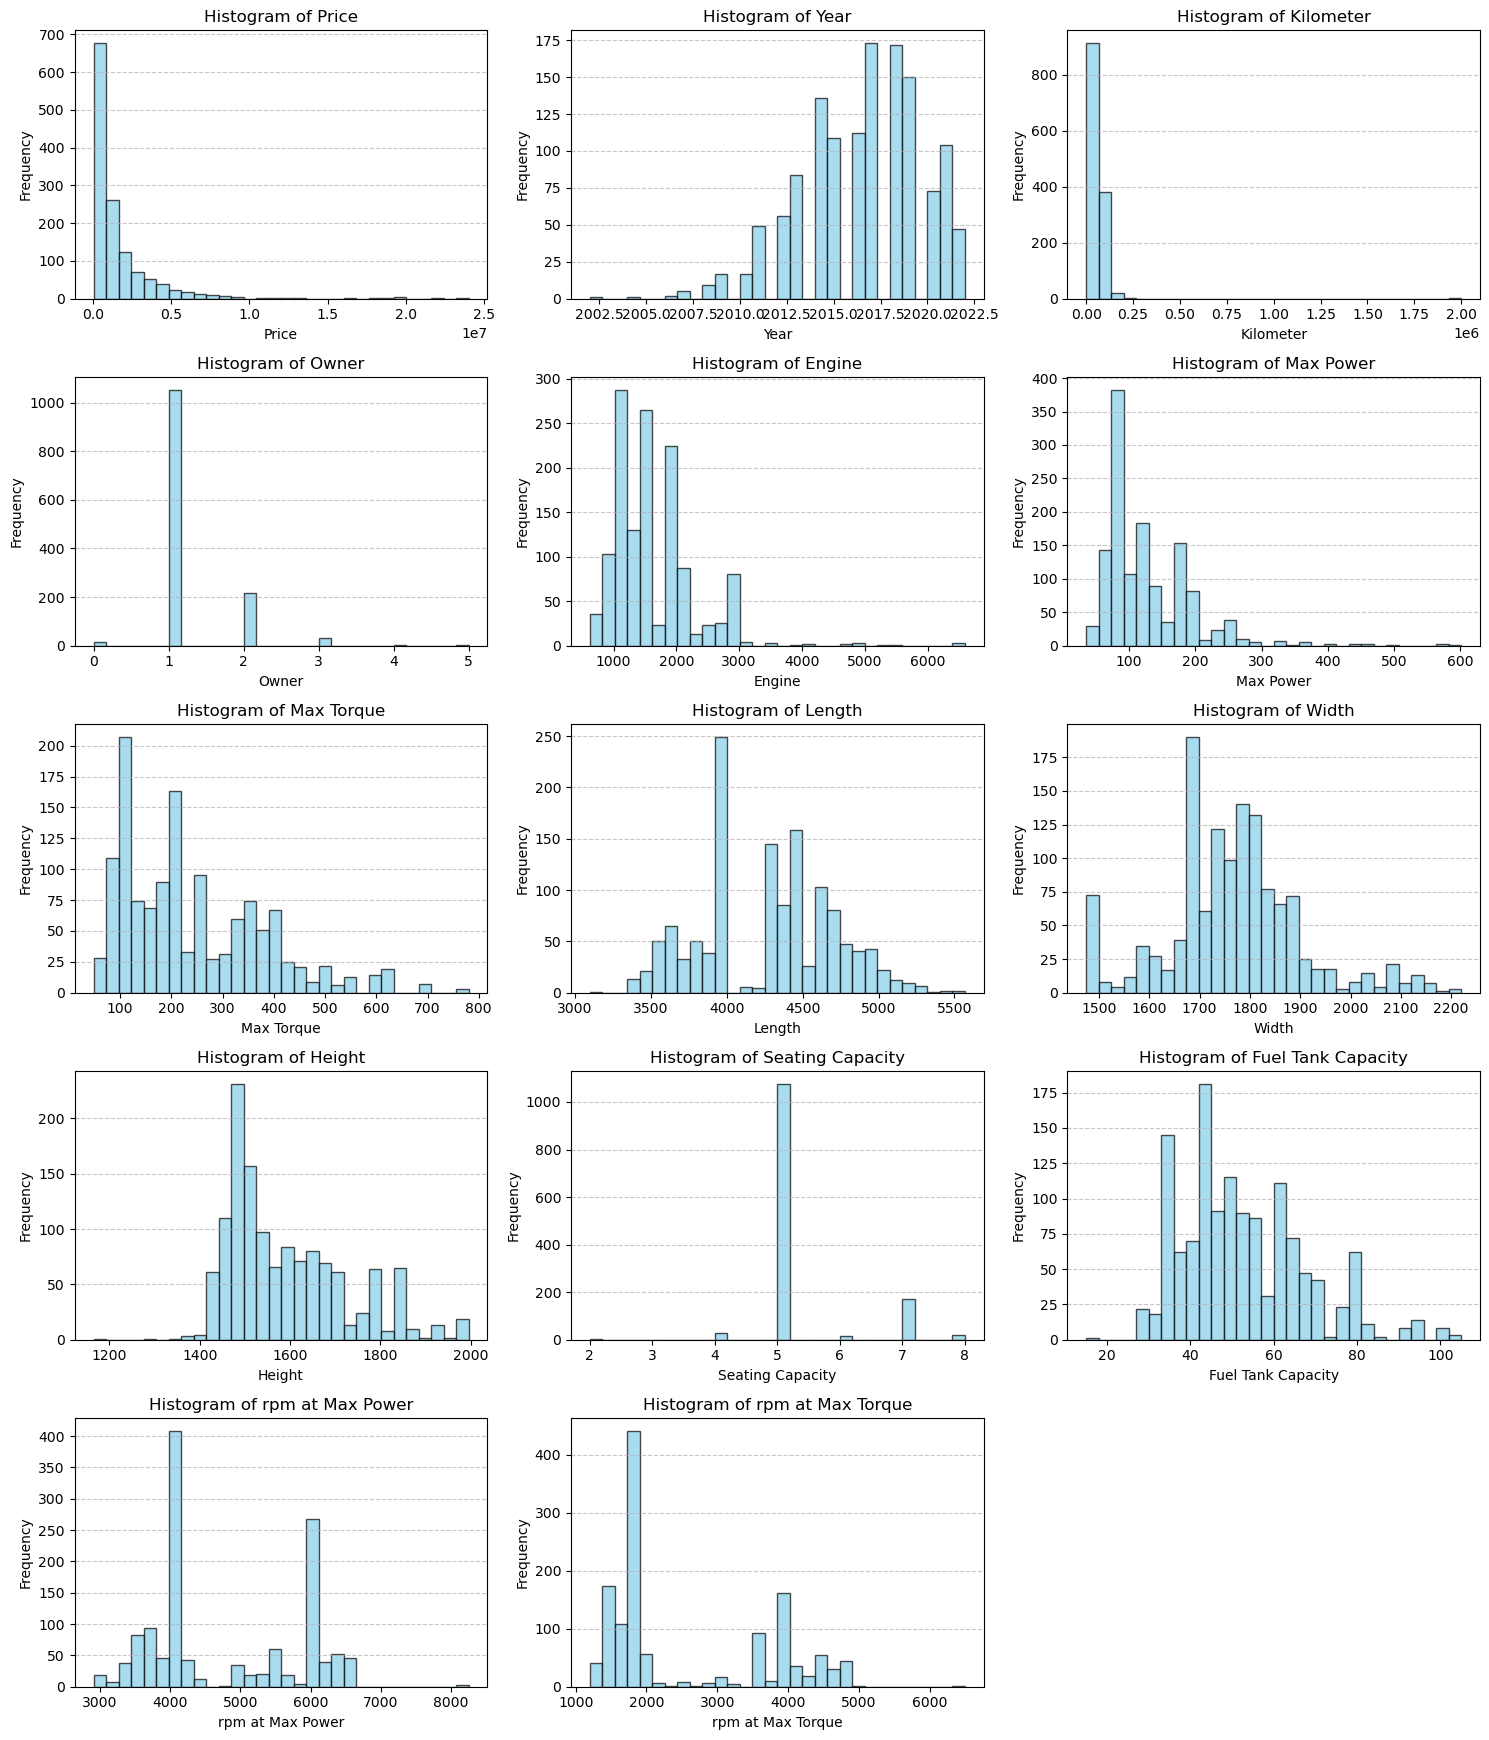 Histogram of Price
Frequency
700
600
500
400
300
200
100
0
0.0 0.5 1.0 1.5 2.0 2.5
1e7
Price
Histogram of Year
Frequency
175
150
125
100
75
50
25
0
2002.5 2005.0 2007.5 2010.0 2012.5 2015.0 2017.5 2020.0 2022.5
Year
Histogram of Kilometer
Frequency
800
600
400
200
0
0.00 0.25 0.50 0.75 1.00 1.25 1.50 1.75 2.00
1e6
Kilometer
Histogram of Owner
Frequency
1000
800
600
400
200
0
0 1 2 3 4 5
Owner
Histogram of Engine
Frequency
300
250
200
150
100
50
0
1000 2000 3000 4000 5000 6000
Engine
Histogram of Max Power
Frequency
400
350
300
250
200
150
100
50
0
100 200 300 400 500 600
Max Power
Histogram of Max Torque
Frequency
200
175
150
125
100
75
50
25
0
100 200 300 400 500 600 700 800
Max Torque
Histogram of Length
Frequency
250
200
150
100
50
0
3000 3500 4000 4500 5000 5500
Length
Histogram of Width
Frequency
175
150
125
100
75
50
25
0
1500 1600 1700 1800 1900 2000 2100 2200
Width
Histogram of Height
Frequency
200
150
100
50
0
1200 1400 1600 1800 2000
Height
Histogram of Seating Capacity
Frequency
1000
800
600
400
200
0
2 3 4 5 6 7 8
Seating Capacity
Histogram of Fuel Tank Capacity
Frequency
175
150
125
100
75
50
25
0
20 40 60 80 100
Fuel Tank Capacity
Histogram of rpm at Max Power
Frequency
400
350
300
250
200
150
100
50
0
3000 4000 5000 6000 7000 8000
rpm at Max Power
Histogram of rpm at Max Torque
Frequency
400
300
200
100
0
1000 2000 3000 4000 5000 6000
rpm at Max Torque